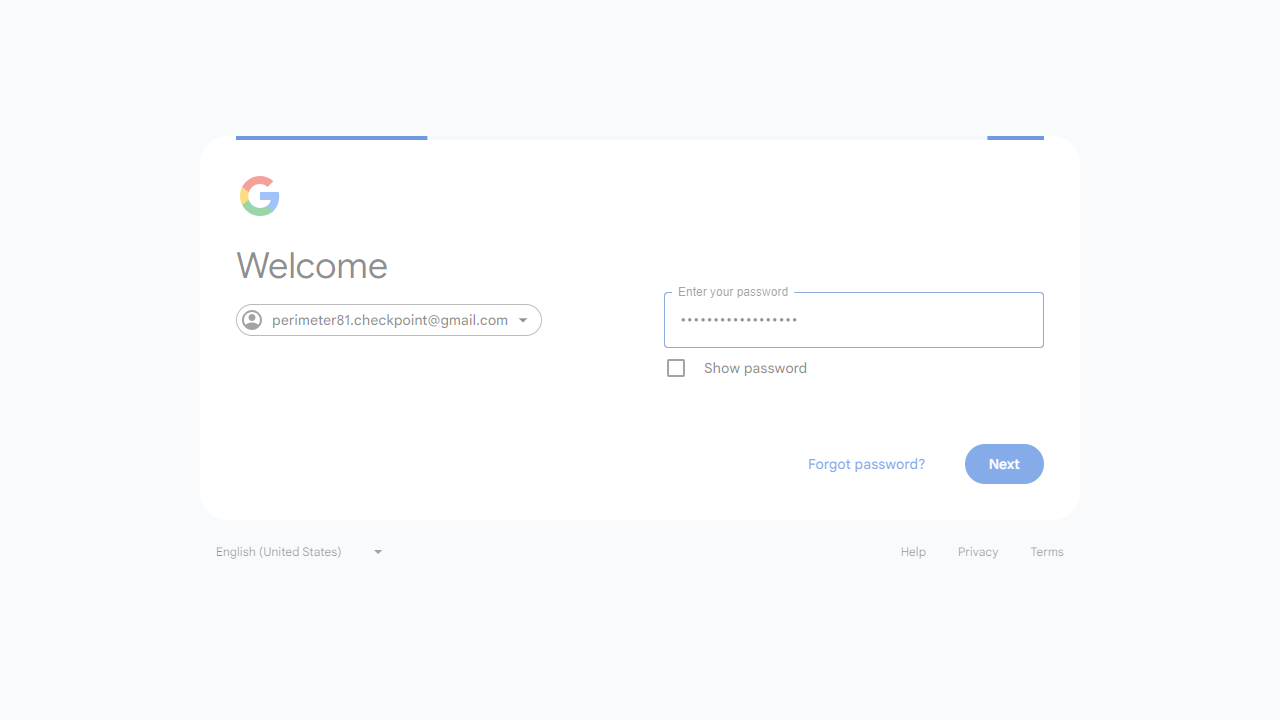 Welcome
perimeter81.checkpoint@gmail.com
Enter your password
••••••••••••••••••
Show password
Forgot password?
Next
English (United States)
Help
Privacy
Terms